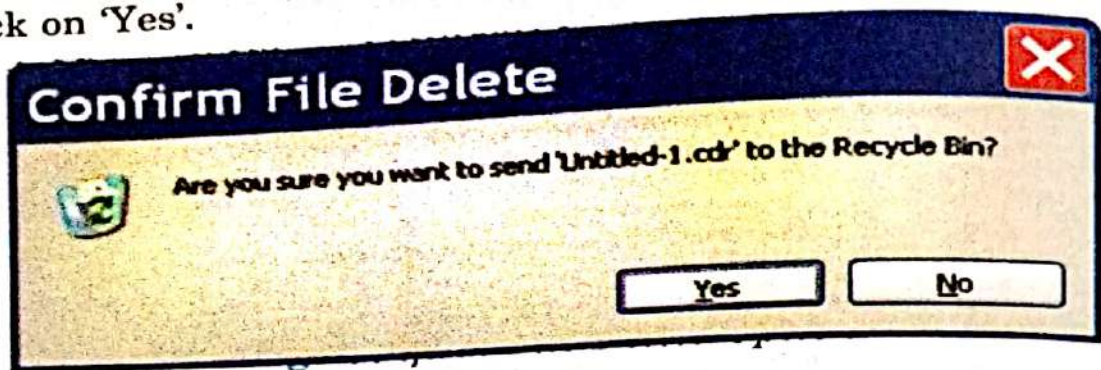 on 'Yes'.
Confirm File Delete
Are you sure you want to send 'Untitled-1.cdr' to the Recycle Bin?
Yes No